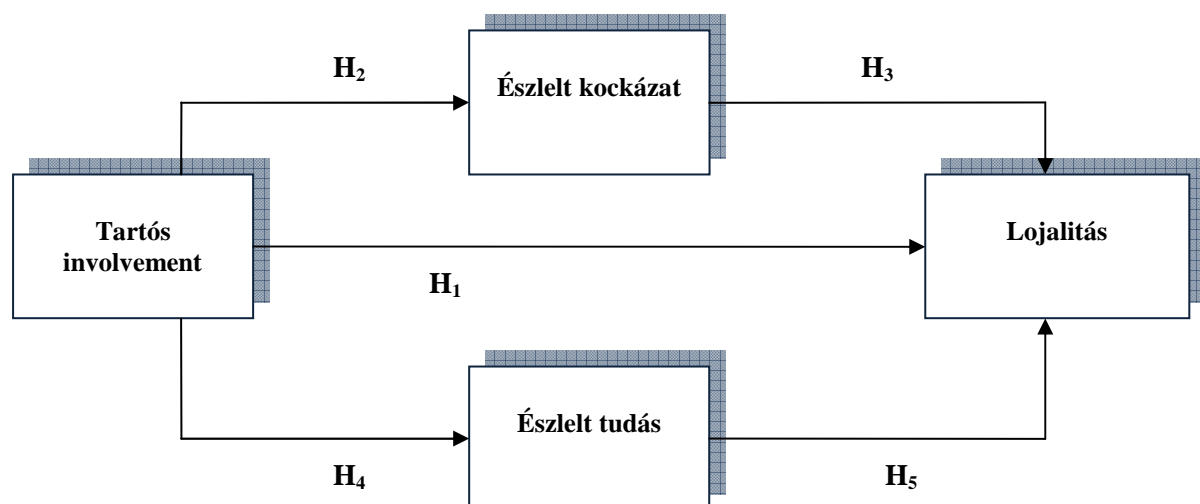 H₂
Észlelt kockázat
H₃
Tartós
involvement
Lojalitás
H₁
Észlelt tudás
H₄
H₅